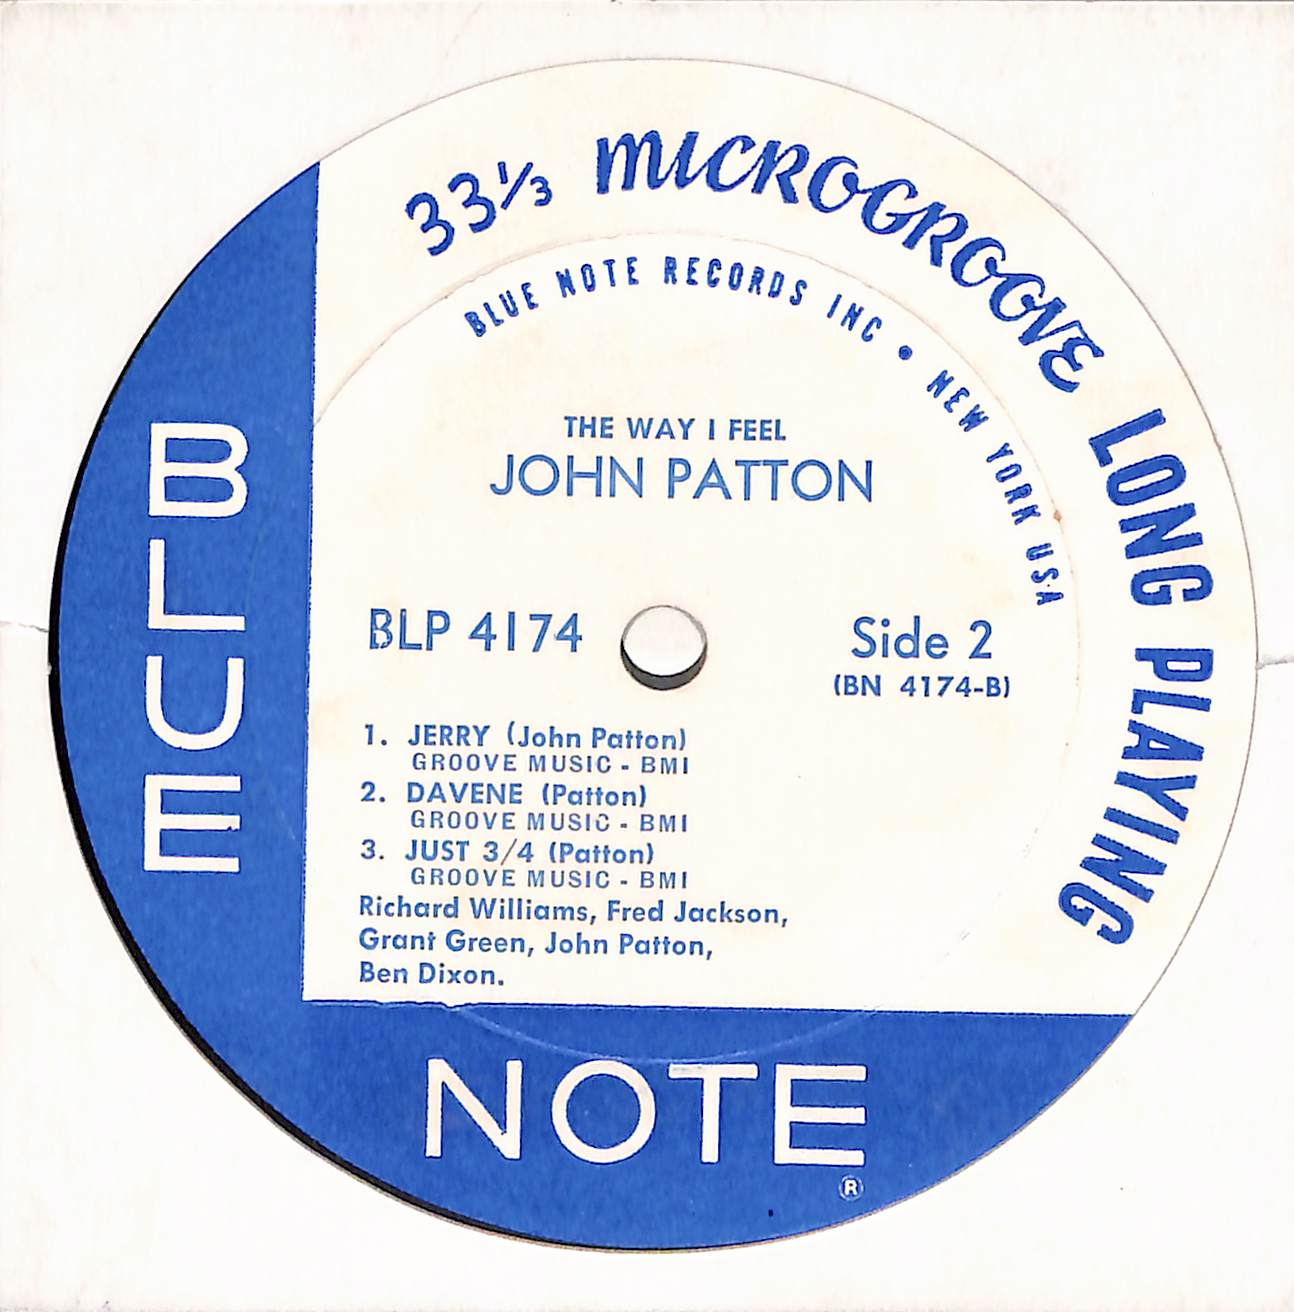 33⅓ MICROGROOVE LONG PLAYING
BLUE NOTE RECORDS INC • NEW YORK USA
THE WAY I FEEL
JOHN PATTON
BLP 4174
Side 2
(BN 4174-B)
1. JERRY (John Patton)
GROOVE MUSIC - BMI
2. DAVENE (Patton)
GROOVE MUSIC - BMI
3. JUST 3/4 (Patton)
GROOVE MUSIC - BMI
Richard Williams, Fred Jackson,
Grant Green, John Patton,
Ben Dixon.
BLUE
NOTE
®